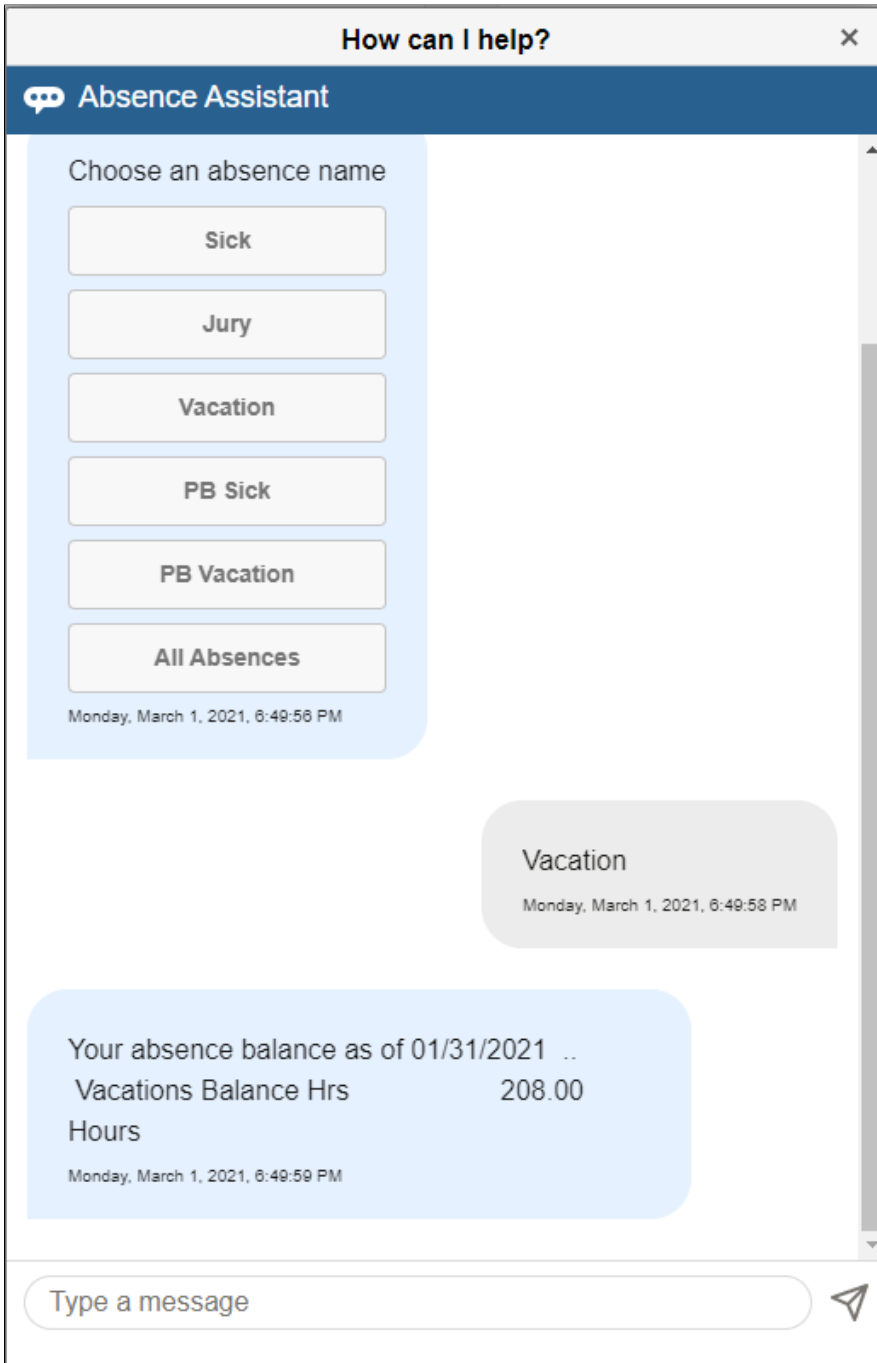 How can I help?
Absence Assistant
Choose an absence name
Sick
Jury
Vacation
PB Sick
PB Vacation
All Absences
Monday, March 1, 2021, 6:49:56 PM
Vacation
Monday, March 1, 2021, 6:49:58 PM
Your absence balance as of 01/31/2021 ..
Vacations Balance Hrs 208.00
Hours
Monday, March 1, 2021, 6:49:59 PM
Type a message